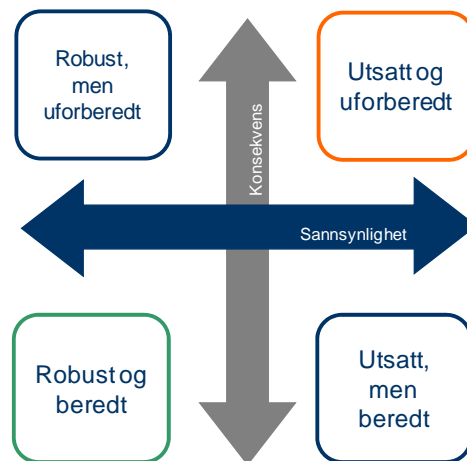 Robust,
men
uforberedt
Utsatt og
uforberedt
Konsekvens
Sannsynlighet
Robust og
beredt
Utsatt,
men
beredt